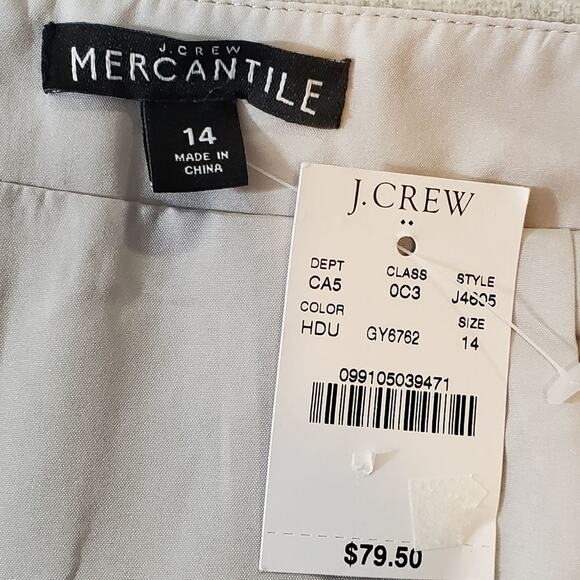 J.CREW
MERCANTILE
14
MADE IN
CHINA
J.CREW
DEPT CLASS STYLE
CA5 0C3 J4605
COLOR SIZE
HDU GY6762 14
099105039471
$79.50